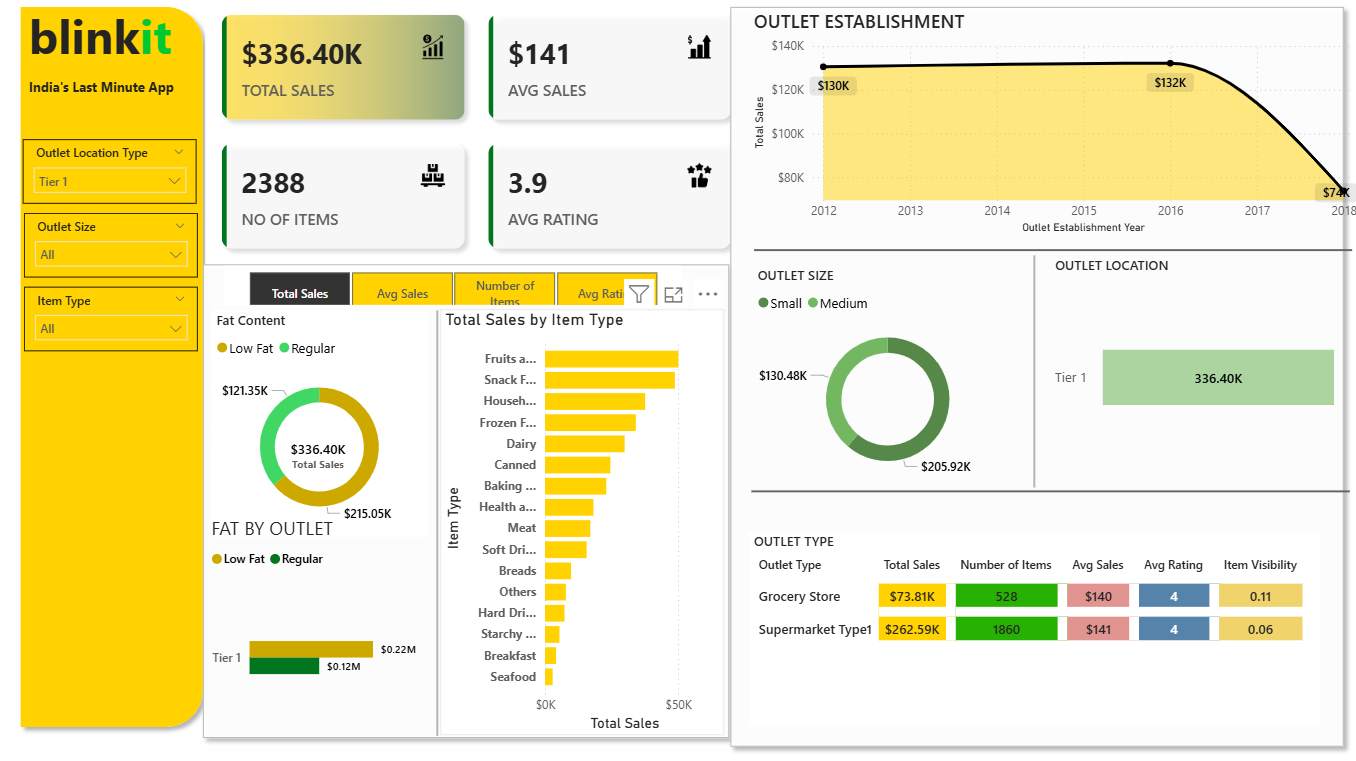 blinkit
India's Last Minute App
Outlet Location Type
Tier 1
Outlet Size
All
Item Type
All
$336.40K
TOTAL SALES
$141
AVG SALES
2388
NO OF ITEMS
3.9
AVG RATING
Total Sales
Avg Sales
Number of
Items
Avg Rati
Fat Content
Low Fat Regular
$121.35K
$336.40K
Total Sales
$215.05K
FAT BY OUTLET
Low Fat Regular
Tier 1
$0.22M
$0.12M
Total Sales by Item Type
Item Type
Fruits a...
Snack F...
Househ...
Frozen F...
Dairy
Canned
Baking ...
Health a...
Meat
Soft Dri...
Breads
Others
Hard Dri...
Starchy ...
Breakfast
Seafood
$0K $50K
Total Sales
OUTLET ESTABLISHMENT
Total Sales
$140K
$120K
$100K
$80K
$130K
$132K
$74K
2012 2013 2014 2015 2016 2017 2018
Outlet Establishment Year
OUTLET SIZE
Small Medium
$130.48K
$205.92K
OUTLET LOCATION
Tier 1 336.40K
OUTLET TYPE
Outlet Type Total Sales Number of Items Avg Sales Avg Rating Item Visibility
Grocery Store $73.81K 528 $140 4 0.11
Supermarket Type1 $262.59K 1860 $141 4 0.06